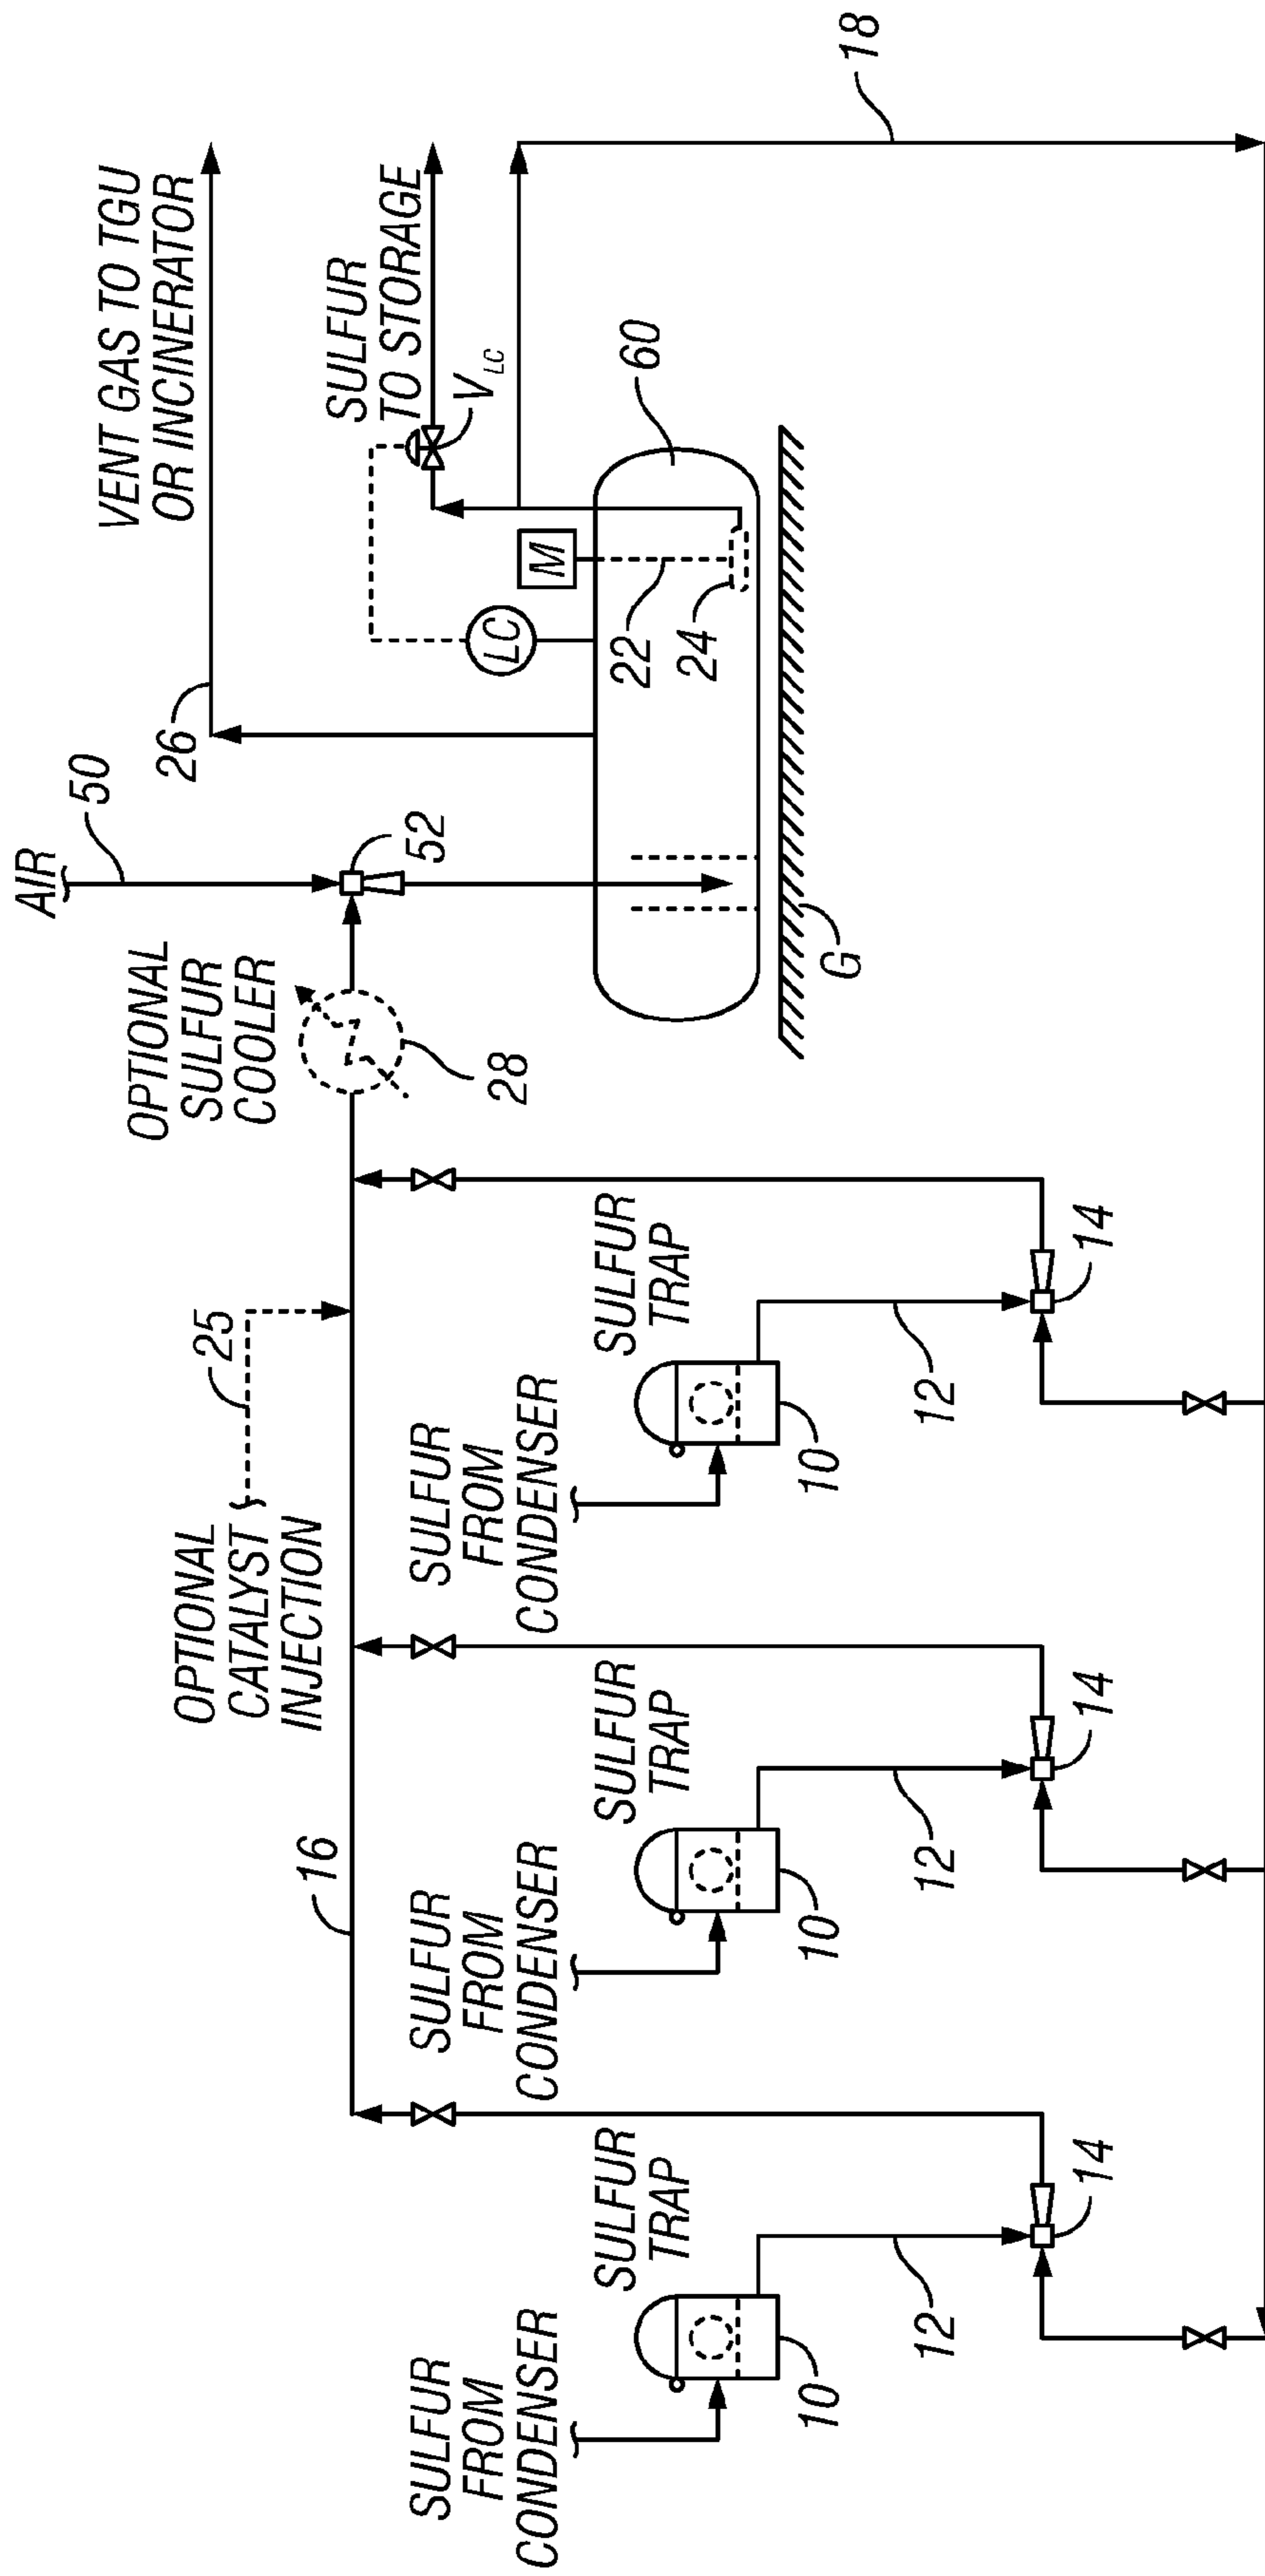 VENT GAS TO TGU
OR INCINERATOR
26
AIR
50
52
OPTIONAL
SULFUR
COOLER
28
SULFUR
TO STORAGE
V LC
LC
M
60
22
24
G
18
OPTIONAL
CATALYST
INJECTION
25
16
SULFUR
FROM
CONDENSER
SULFUR
TRAP
10
12
14
SULFUR
FROM
CONDENSER
SULFUR
TRAP
10
12
14
SULFUR
FROM
CONDENSER
SULFUR
TRAP
10
12
14